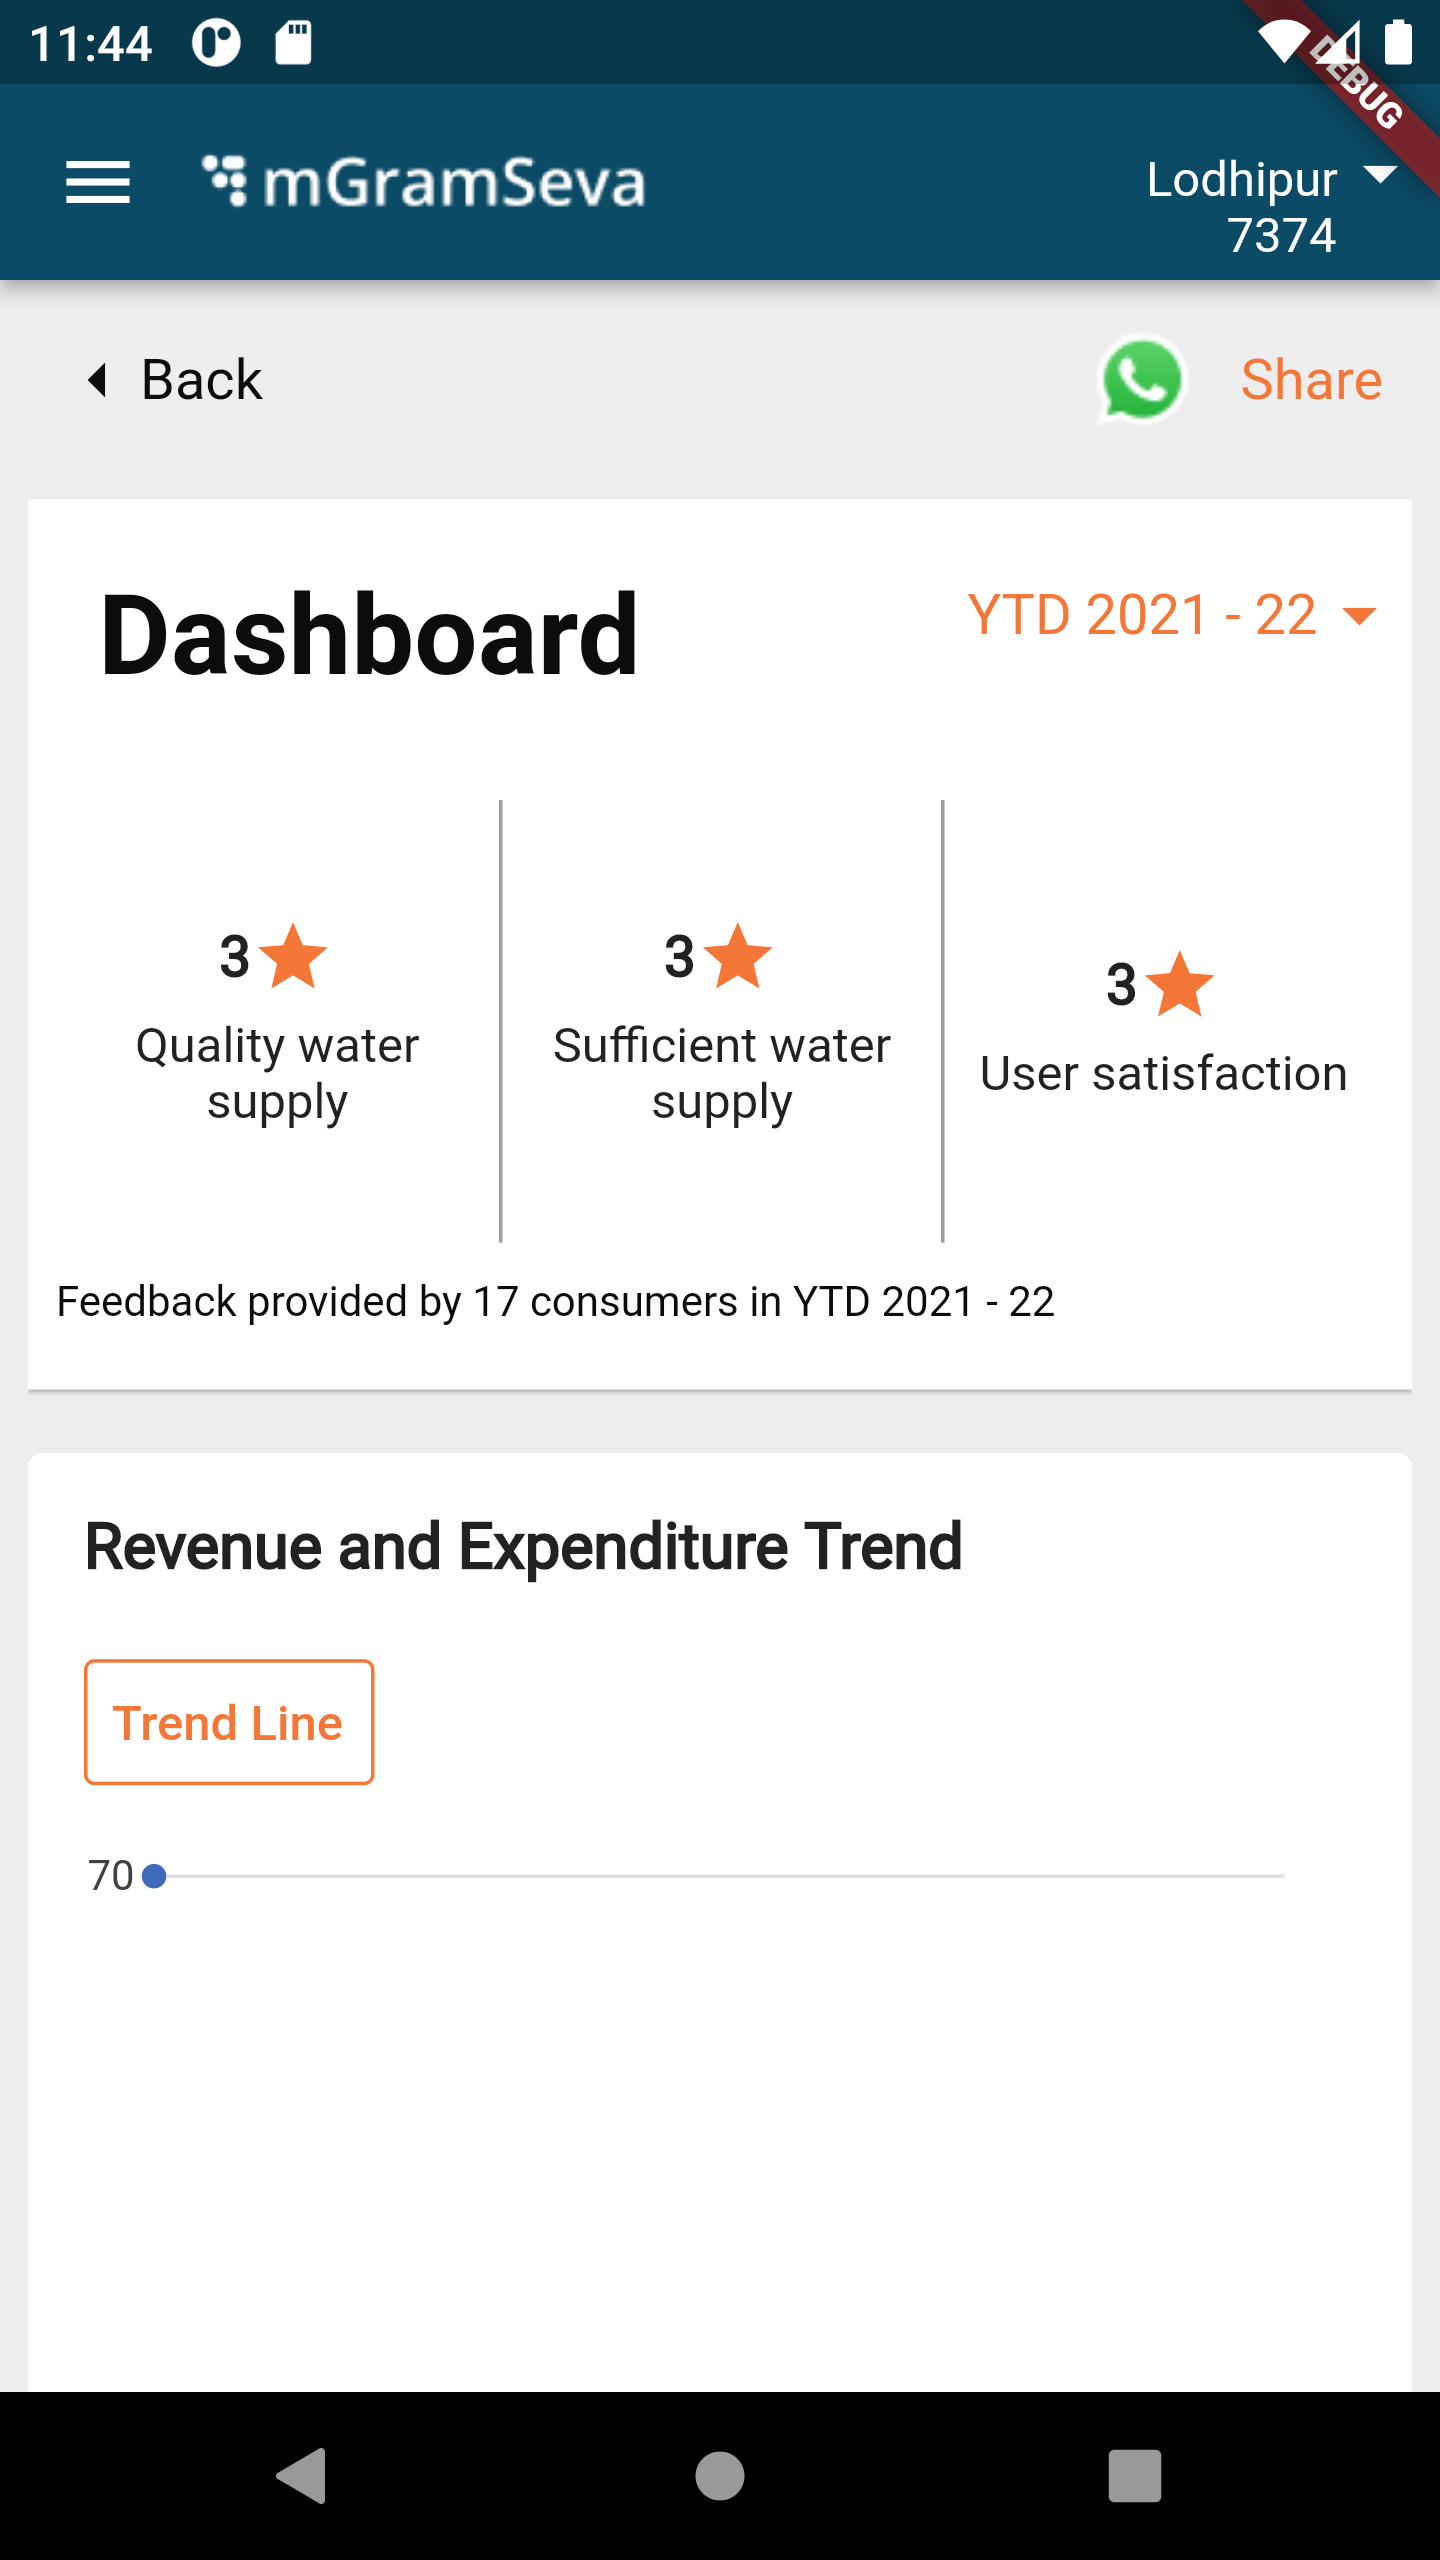 11:44
DEBUG
mGramSeva
Lodhipur
7374
Back
Share
Dashboard
YTD 2021 - 22
3
Quality water
supply
3
Sufficient water
supply
3
User satisfaction
Feedback provided by 17 consumers in YTD 2021 - 22
Revenue and Expenditure Trend
Trend Line
70